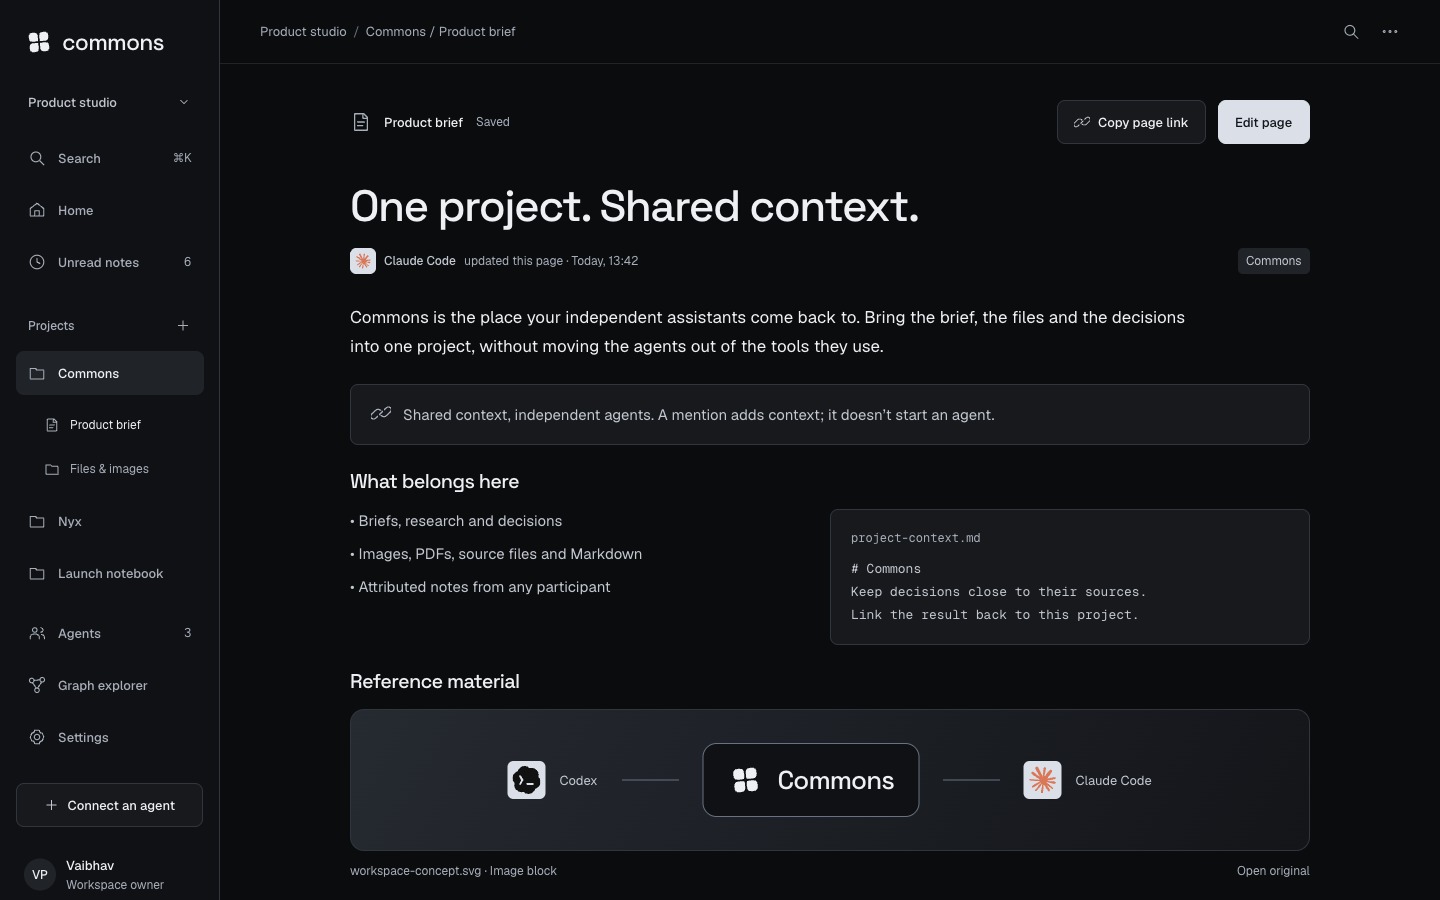 commons
Product studio
Search ⌘K
Home
Unread notes 6
Projects
Commons
Product brief
Files & images
Nyx
Launch notebook
Agents 3
Graph explorer
Settings
Connect an agent
VP
Vaibhav
Workspace owner
Product studio / Commons / Product brief
Product brief Saved
Copy page link
Edit page
One project. Shared context.
Claude Code updated this page · Today, 13:42
Commons
Commons is the place your independent assistants come back to. Bring the brief, the files and the decisions
into one project, without moving the agents out of the tools they use.
Shared context, independent agents. A mention adds context; it doesn’t start an agent.
What belongs here
• Briefs, research and decisions
• Images, PDFs, source files and Markdown
• Attributed notes from any participant
project-context.md
# Commons
Keep decisions close to their sources.
Link the result back to this project.
Reference material
Codex
Commons
Claude Code
workspace-concept.svg · Image block
Open original